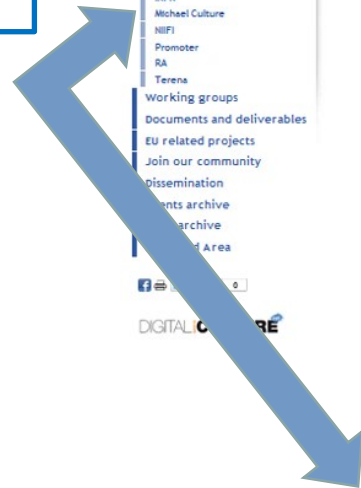 Michael Culture
NIIFI
Promoter
RA
Terena
Working groups
Documents and deliverables
EU related projects
Join our community
Dissemination
archive
Area
0
DIGITAL